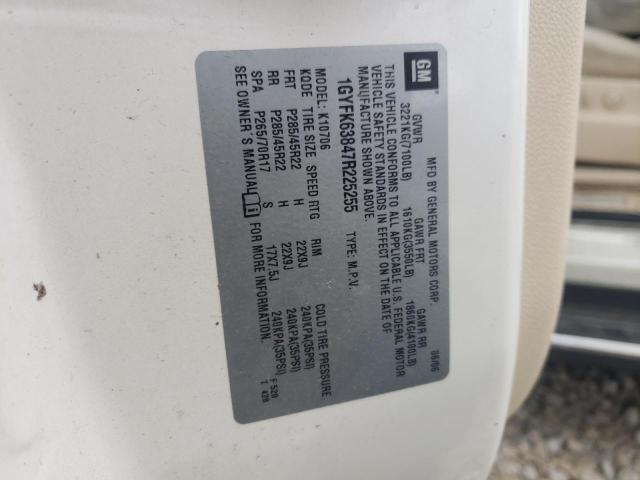 GM
MFD BY GENERAL MOTORS CORP. 06/06
GVWR GAWR FRT GAWR RR
3221KG(7100LB) 1610KG(3550LB) 1860KG(4100LB)
THIS VEHICLE CONFORMS TO ALL APPLICABLE U.S. FEDERAL MOTOR
VEHICLE SAFETY STANDARDS IN EFFECT ON THE DATE OF
MANUFACTURE SHOWN ABOVE.
1GYFK63847R225255 TYPE: M.P.V.
MODEL: K10706
KODE TIRE SIZE SPEED RTG RIM COLD TIRE PRESSURE
FRT P285/45R22 H 22X9J 240KPA(35PSI)
RR P285/45R22 H 22X9J 240KPA(35PSI)
SPA P265/70R17 S 17X7.5J 240KPA(35PSI)
SEE OWNER'S MANUAL i FOR MORE INFORMATION. F 520
T 428